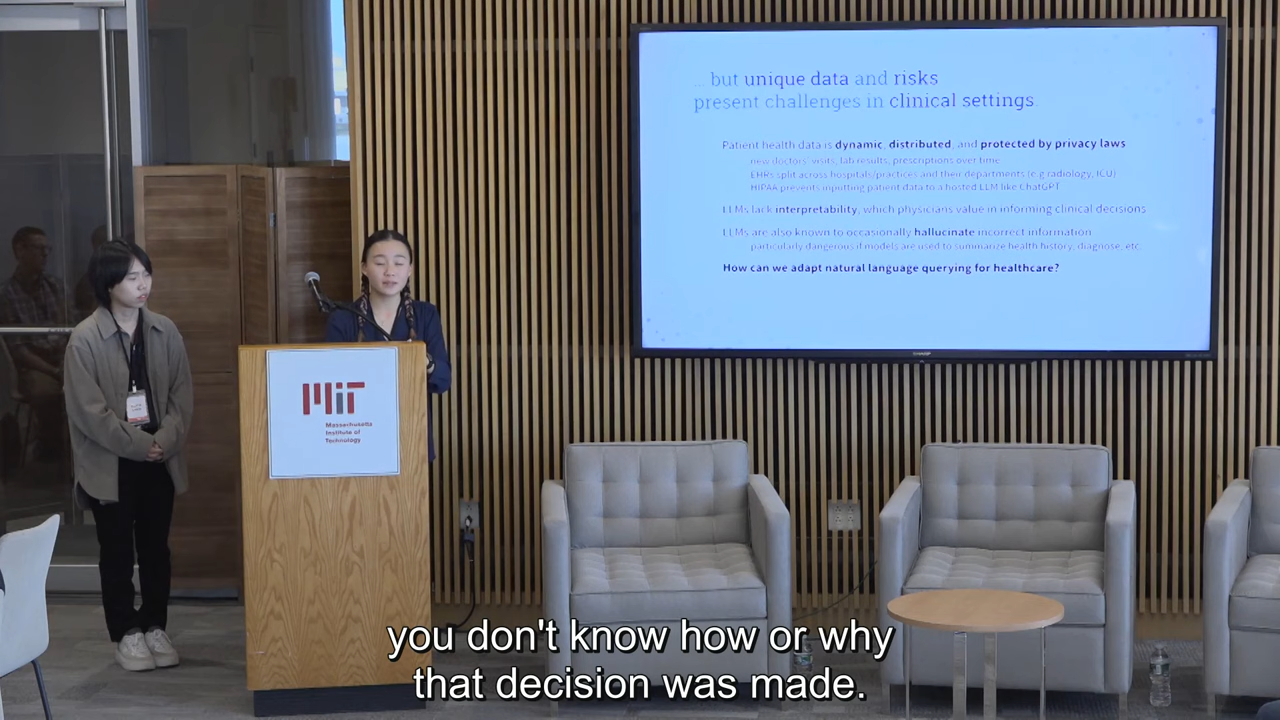 ... but unique data and risks
present challenges in clinical settings.
Patient health data is dynamic, distributed, and protected by privacy laws
new doctors' visits, lab results, prescriptions over time
EHRs split across hospitals/practices and their departments (e.g radiology, ICU)
HIPAA prevents inputting patient data to a hosted LLM like ChatGPT
LLMs lack interpretability, which physicians value in informing clinical decisions
LLMs are also known to occasionally hallucinate incorrect information
particularly dangerous if models are used to summarize health history, diagnose, etc.
How can we adapt natural language querying for healthcare?
MIT
Massachusetts
Institute of
Technology
SHARP
you don't know how or why
that decision was made.